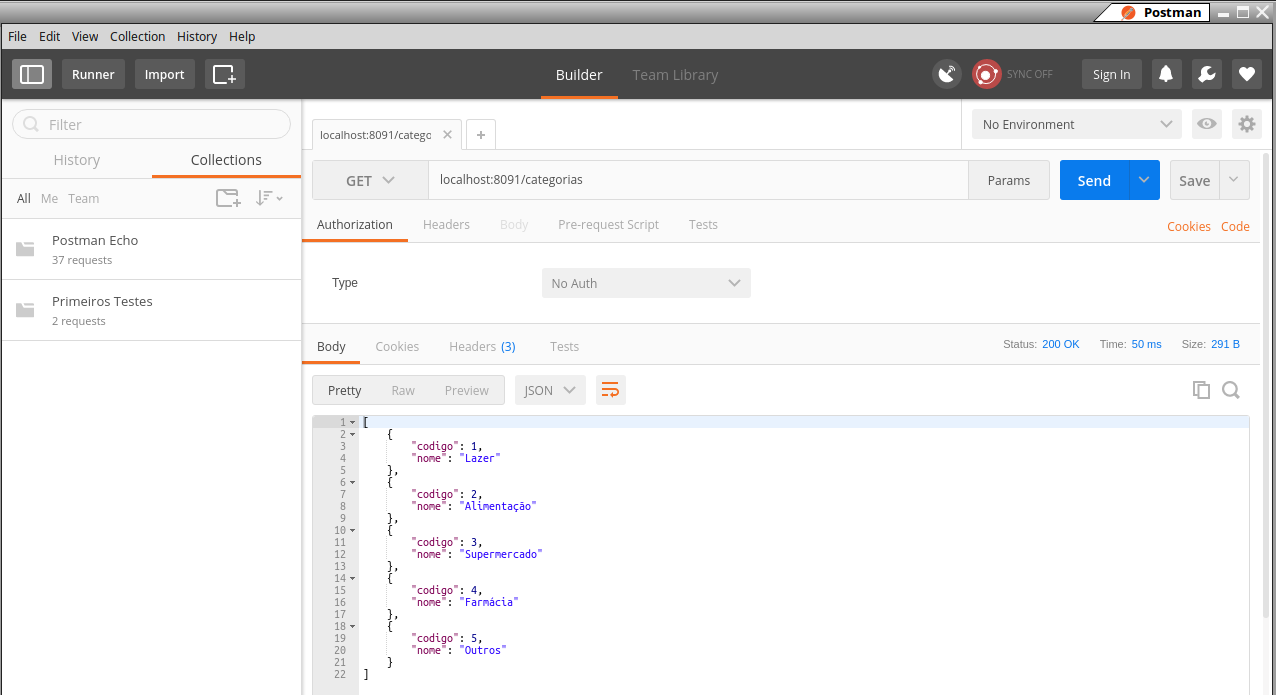 Postman
File Edit View Collection History Help
Runner Import Builder Team Library SYNC OFF Sign In
Filter
History Collections
All Me Team
Postman Echo
37 requests
Primeiros Testes
2 requests
localhost:8091/catego × + No Environment
GET localhost:8091/categorias Params Send Save
Authorization Headers Body Pre-request Script Tests Cookies Code
Type No Auth
Body Cookies Headers (3) Tests Status: 200 OK Time: 50 ms Size: 291 B
Pretty Raw Preview JSON
1 [
2 {
3 "codigo": 1,
4 "nome": "Lazer"
5 },
6 {
7 "codigo": 2,
8 "nome": "Alimentação"
9 },
10 {
11 "codigo": 3,
12 "nome": "Supermercado"
13 },
14 {
15 "codigo": 4,
16 "nome": "Farmácia"
17 },
18 {
19 "codigo": 5,
20 "nome": "Outros"
21 }
22 ]